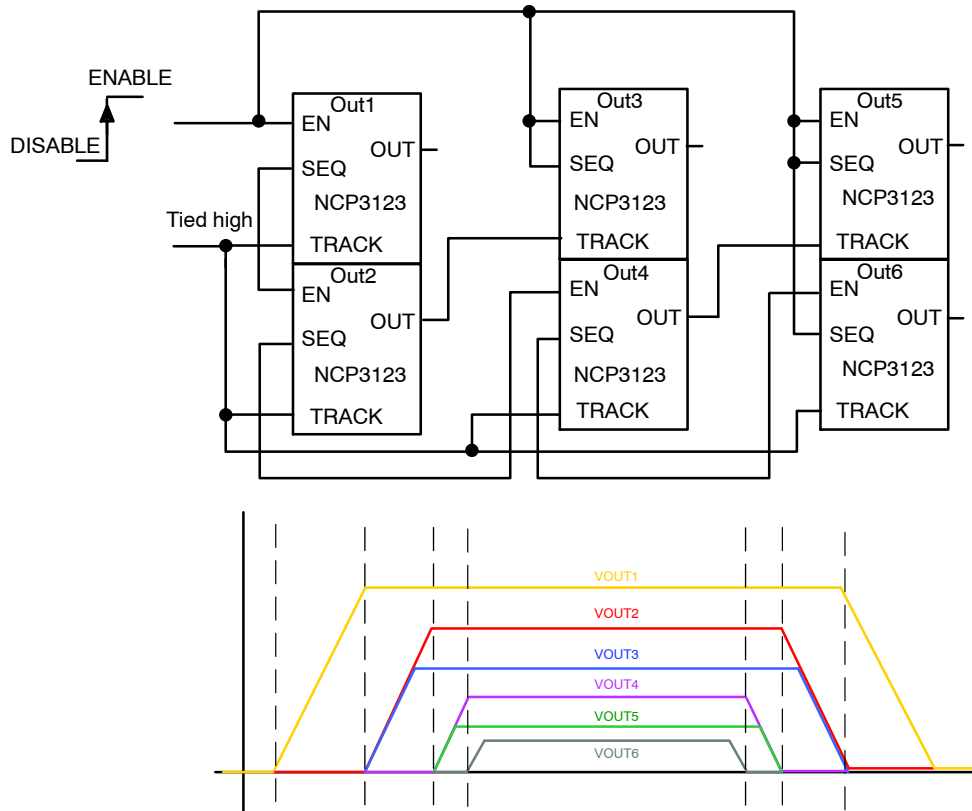 ENABLE
DISABLE
Tied high
Out1
EN
OUT
SEQ
NCP3123
TRACK
Out2
EN
OUT
SEQ
NCP3123
TRACK
Out3
EN
OUT
SEQ
NCP3123
TRACK
Out4
EN
OUT
SEQ
NCP3123
TRACK
Out5
EN
OUT
SEQ
NCP3123
TRACK
Out6
EN
OUT
SEQ
NCP3123
TRACK
VOUT1
VOUT2
VOUT3
VOUT4
VOUT5
VOUT6